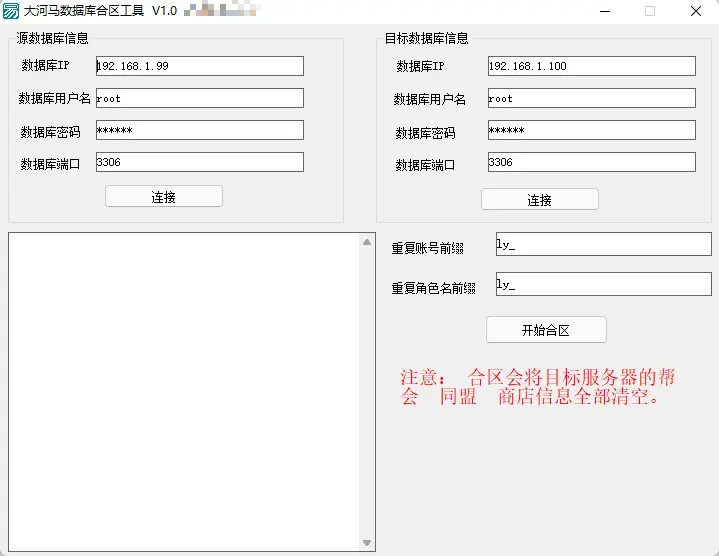 大河马数据库合区工具 V1.0
源数据库信息
数据库IP 192.168.1.99
数据库用户名 root
数据库密码 ******
数据库端口 3306
连接
目标数据库信息
数据库IP 192.168.1.100
数据库用户名 root
数据库密码 ******
数据库端口 3306
连接
重复账号前缀 ly_
重复角色名前缀 ly_
开始合区
注意： 合区会将目标服务器的帮
会 同盟 商店信息全部清空。